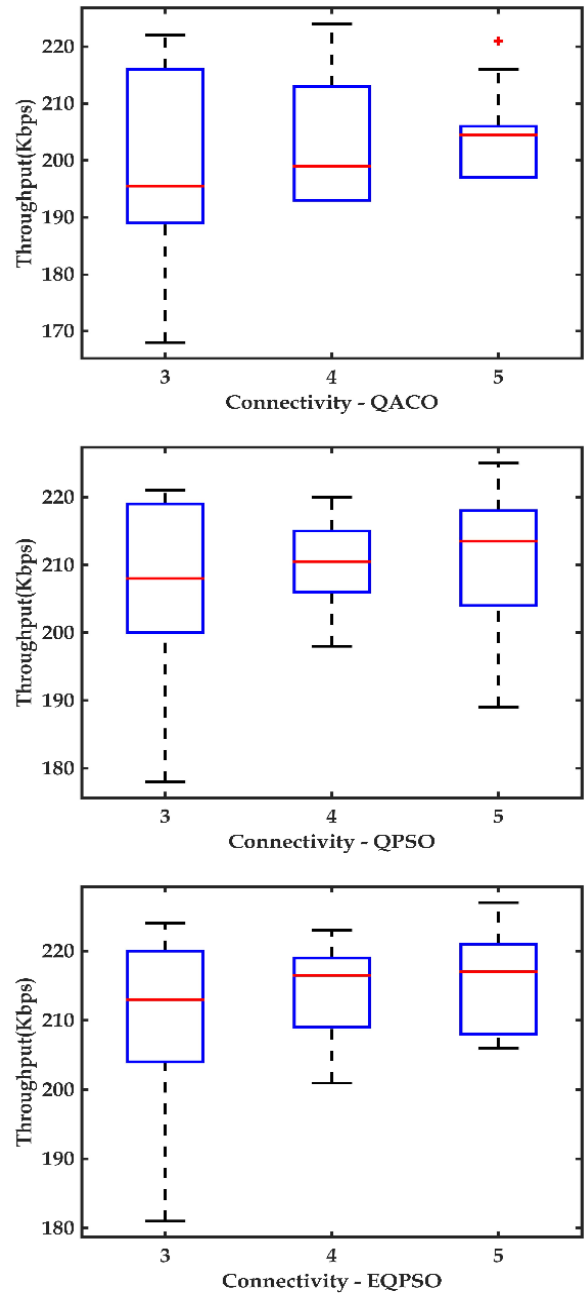 220
210
200
190
180
170
Throughput(Kbps)
3 4 5
Connectivity - QACO
220
210
200
190
180
Throughput(Kbps)
3 4 5
Connectivity - QPSO
220
210
200
190
180
Throughput(Kbps)
3 4 5
Connectivity - EQPSO